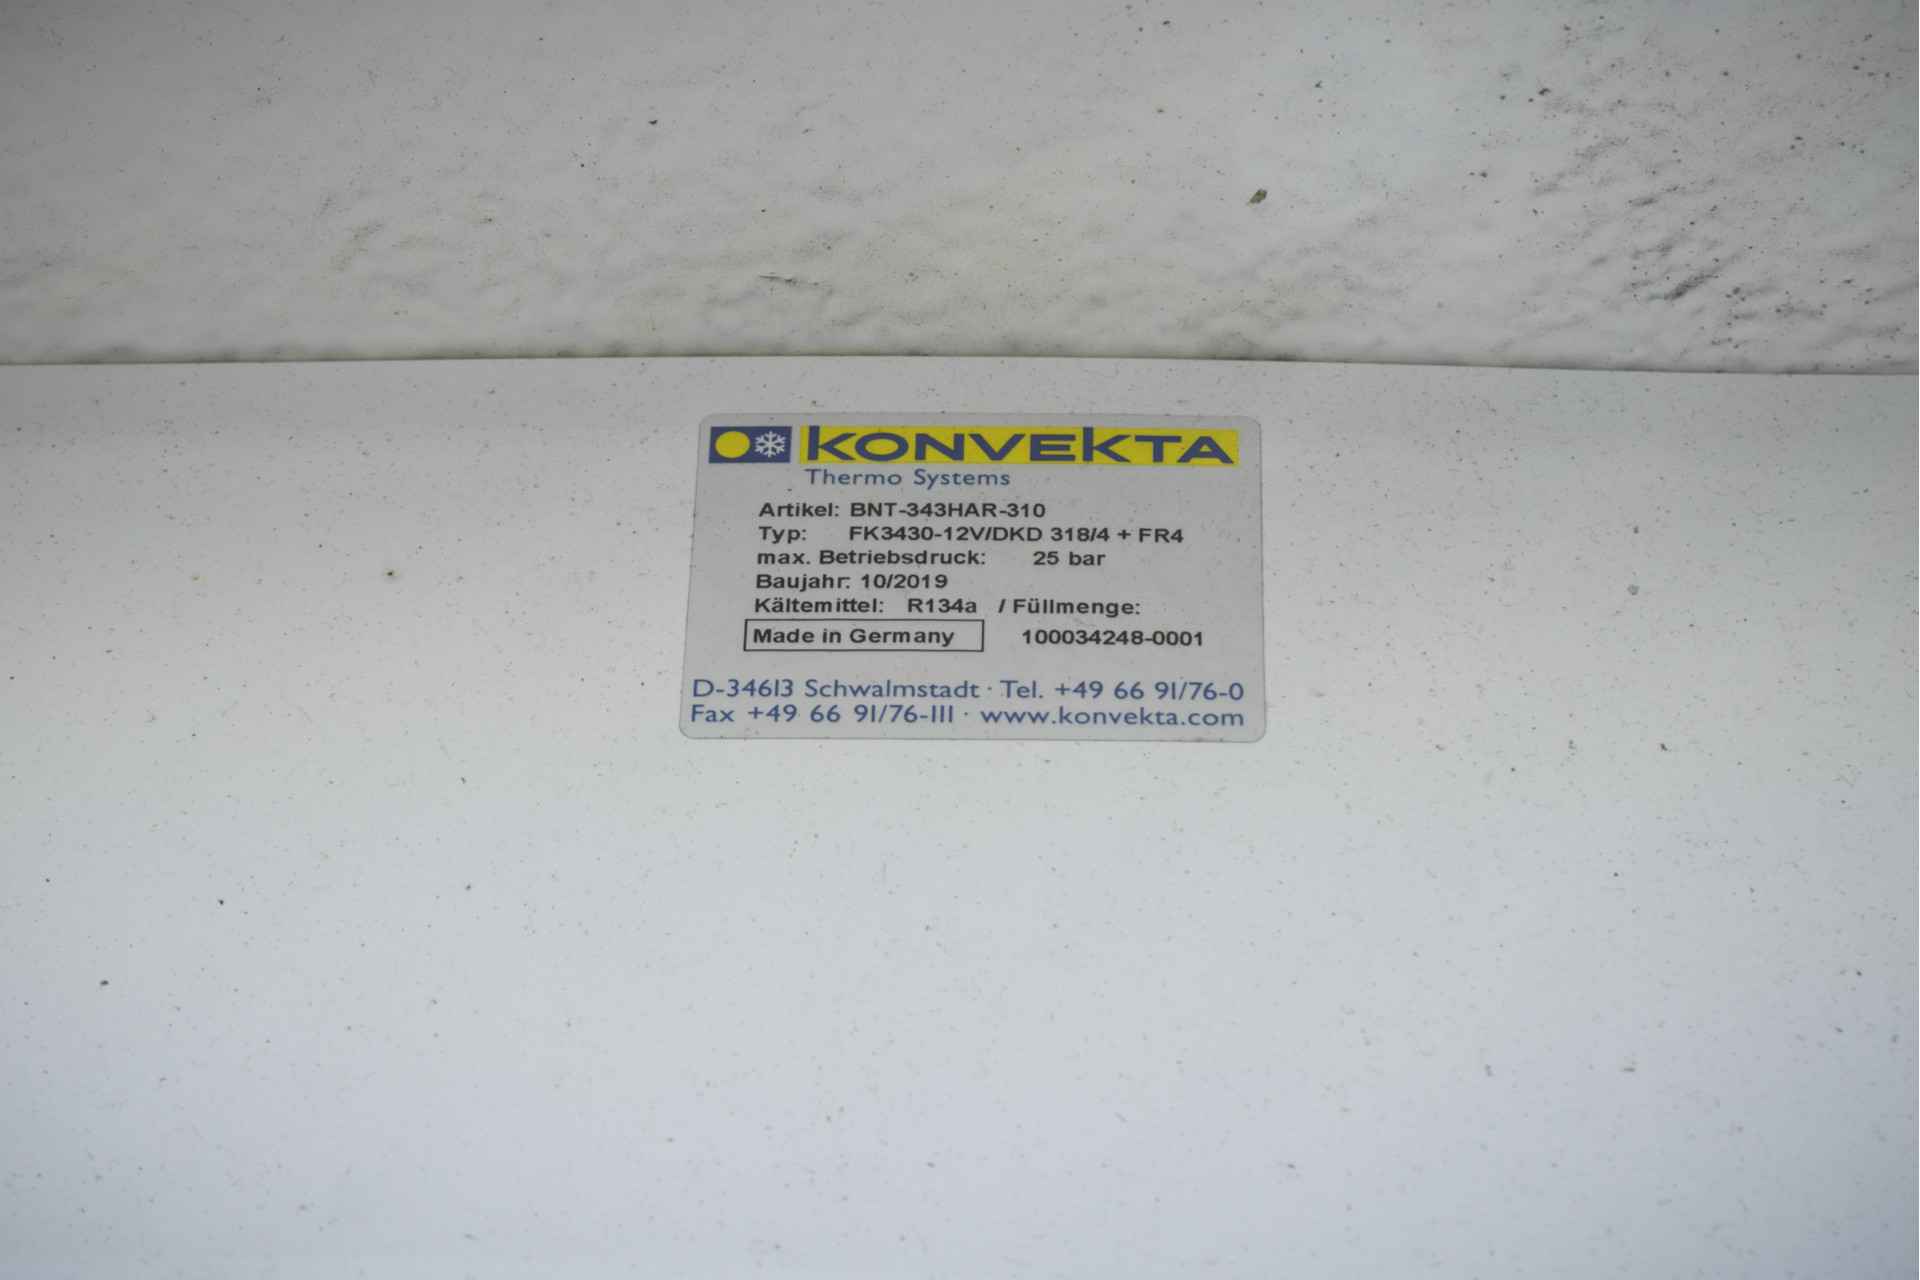 KONVEKTA
Thermo Systems
Artikel: BNT-343HAR-310
Typ: FK3430-12V/DKD 318/4 + FR4
max. Betriebsdruck: 25 bar
Baujahr: 10/2019
Kältemittel: R134a / Füllmenge:
Made in Germany 100034248-0001
D-34613 Schwalmstadt · Tel. +49 66 91/76-0
Fax +49 66 91/76-111 · www.konvekta.com